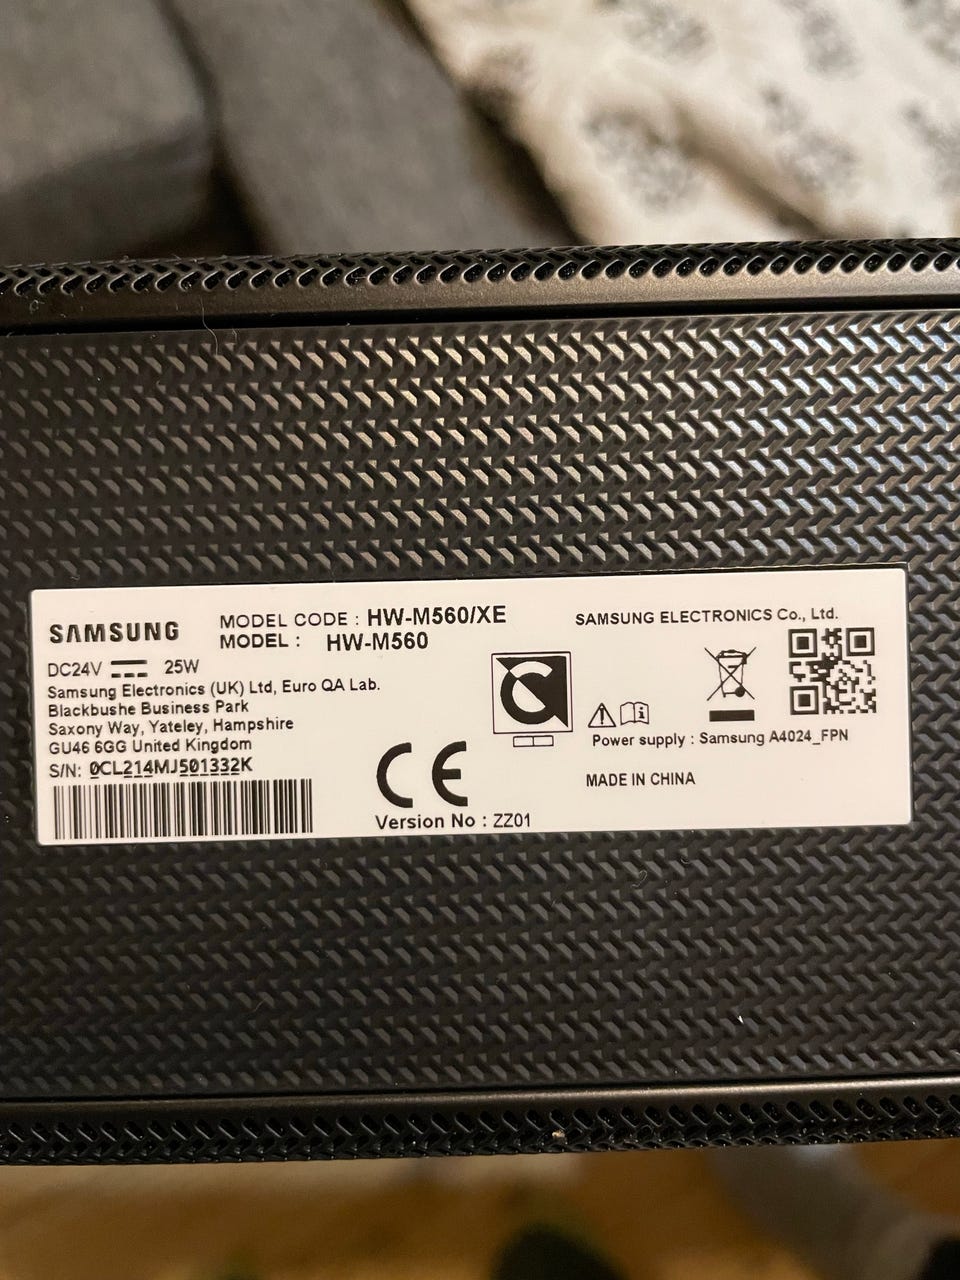 SAMSUNG
MODEL CODE : HW-M560/XE
MODEL : HW-M560
DC24V 25W
Samsung Electronics (UK) Ltd, Euro QA Lab.
Blackbushe Business Park
Saxony Way, Yateley, Hampshire
GU46 6GG United Kingdom
S/N: 0CL214MJ501332K
CE
Version No : ZZ01
SAMSUNG ELECTRONICS Co., Ltd.
Power supply : Samsung A4024_FPN
MADE IN CHINA